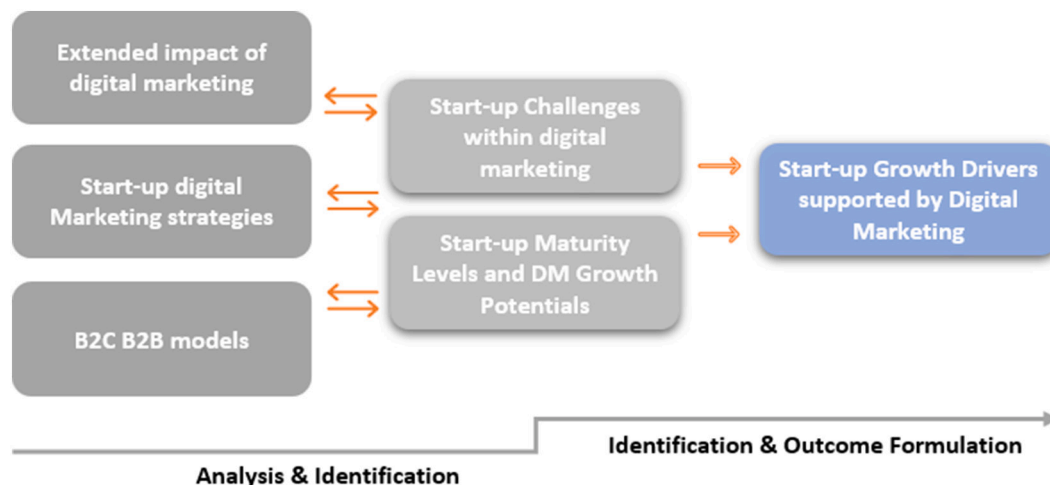 Extended impact of
digital marketing
Start-up digital
Marketing strategies
B2C B2B models
Start-up Challenges
within digital
marketing
Start-up Maturity
Levels and DM Growth
Potentials
Start-up Growth Drivers
supported by Digital
Marketing
Analysis & Identification
Identification & Outcome Formulation